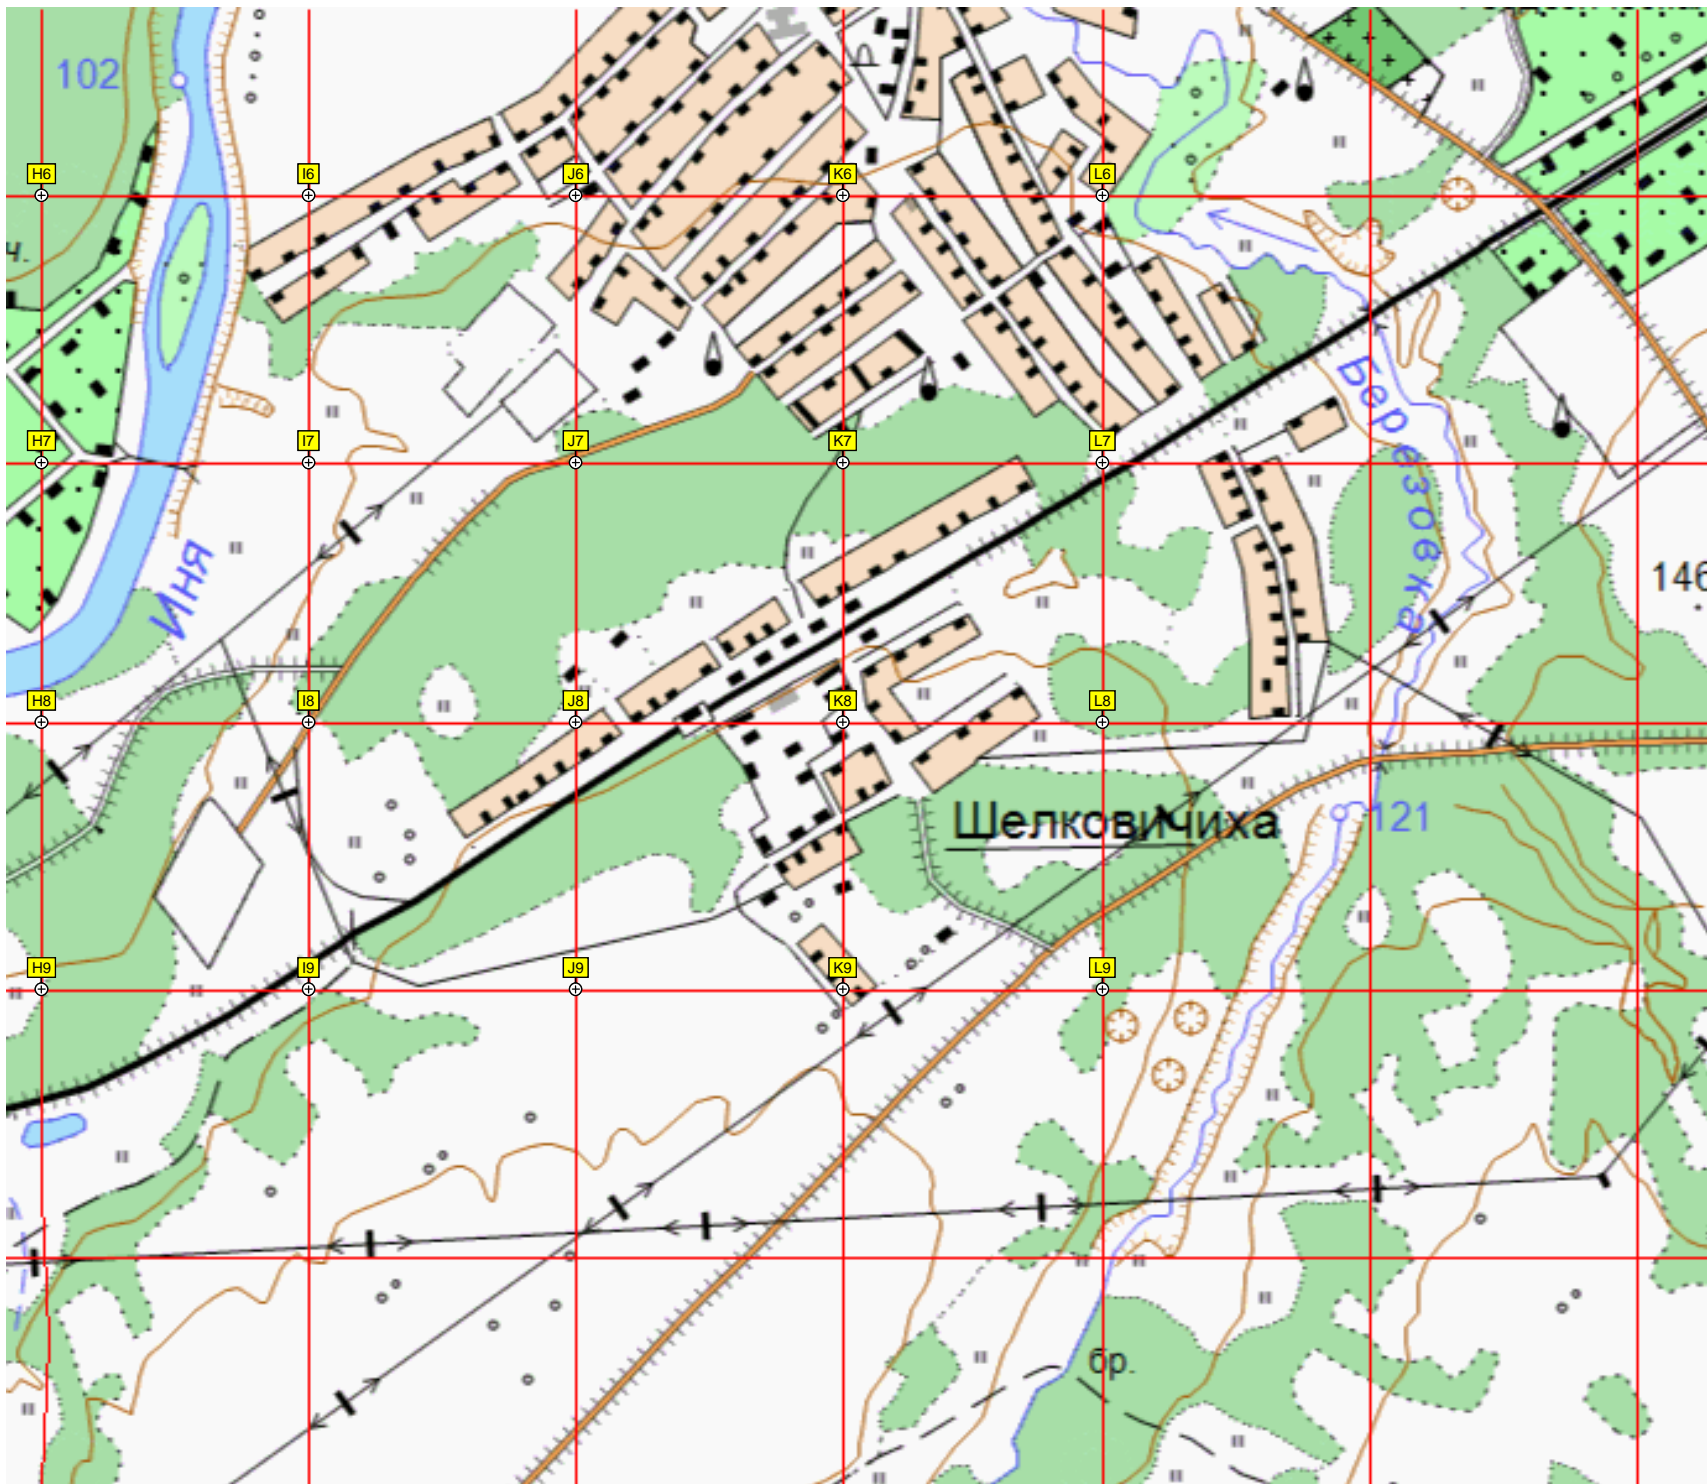 102
H6
I6
J6
K6
L6
ч.
Березовка
H7
I7
J7
K7
L7
Иня
146
H8
I8
J8
K8
L8
Шелковичиха
121
H9
I9
J9
K9
L9
бр.